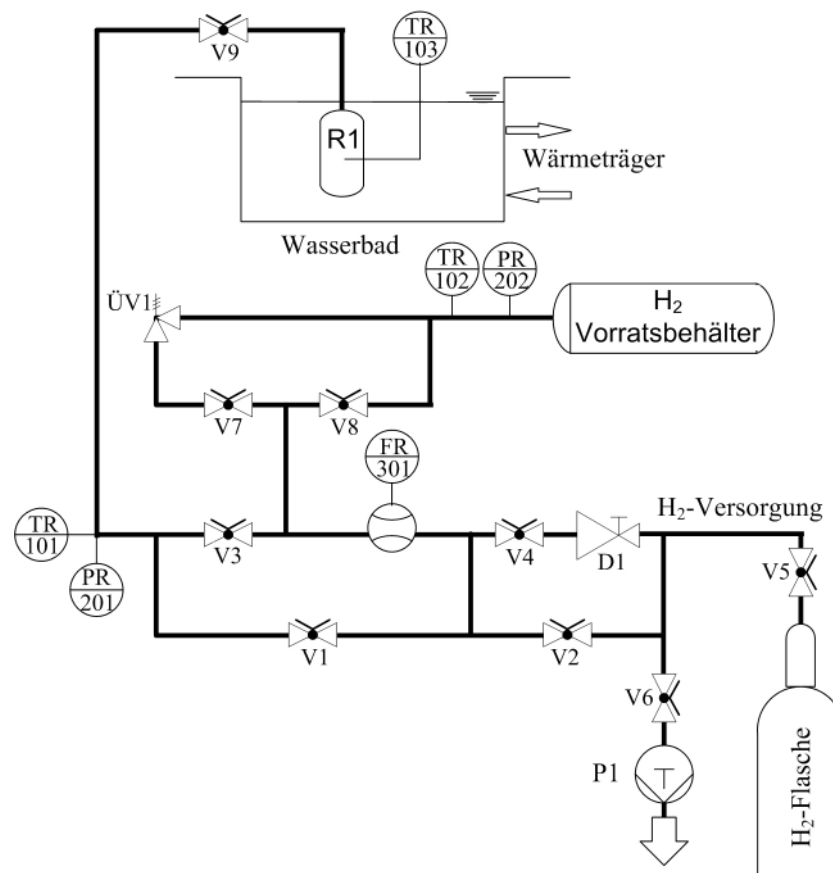 TR
103
V9
R1
Wärmeträger
Wasserbad
TR
102
PR
202
ÜV1
H₂
Vorratsbehälter
V7
V8
FR
301
H₂-Versorgung
TR
101
V3
V4
D1
V5
PR
201
V1
V2
V6
P1
H₂-Flasche